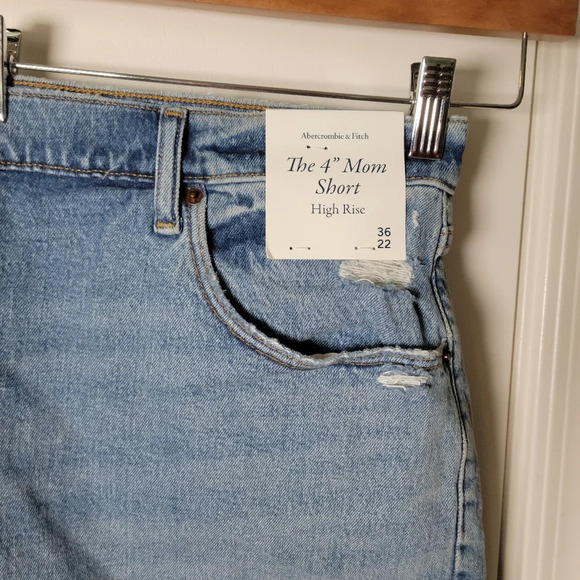 Abercrombie & Fitch
The 4" Mom
Short
High Rise
36
22